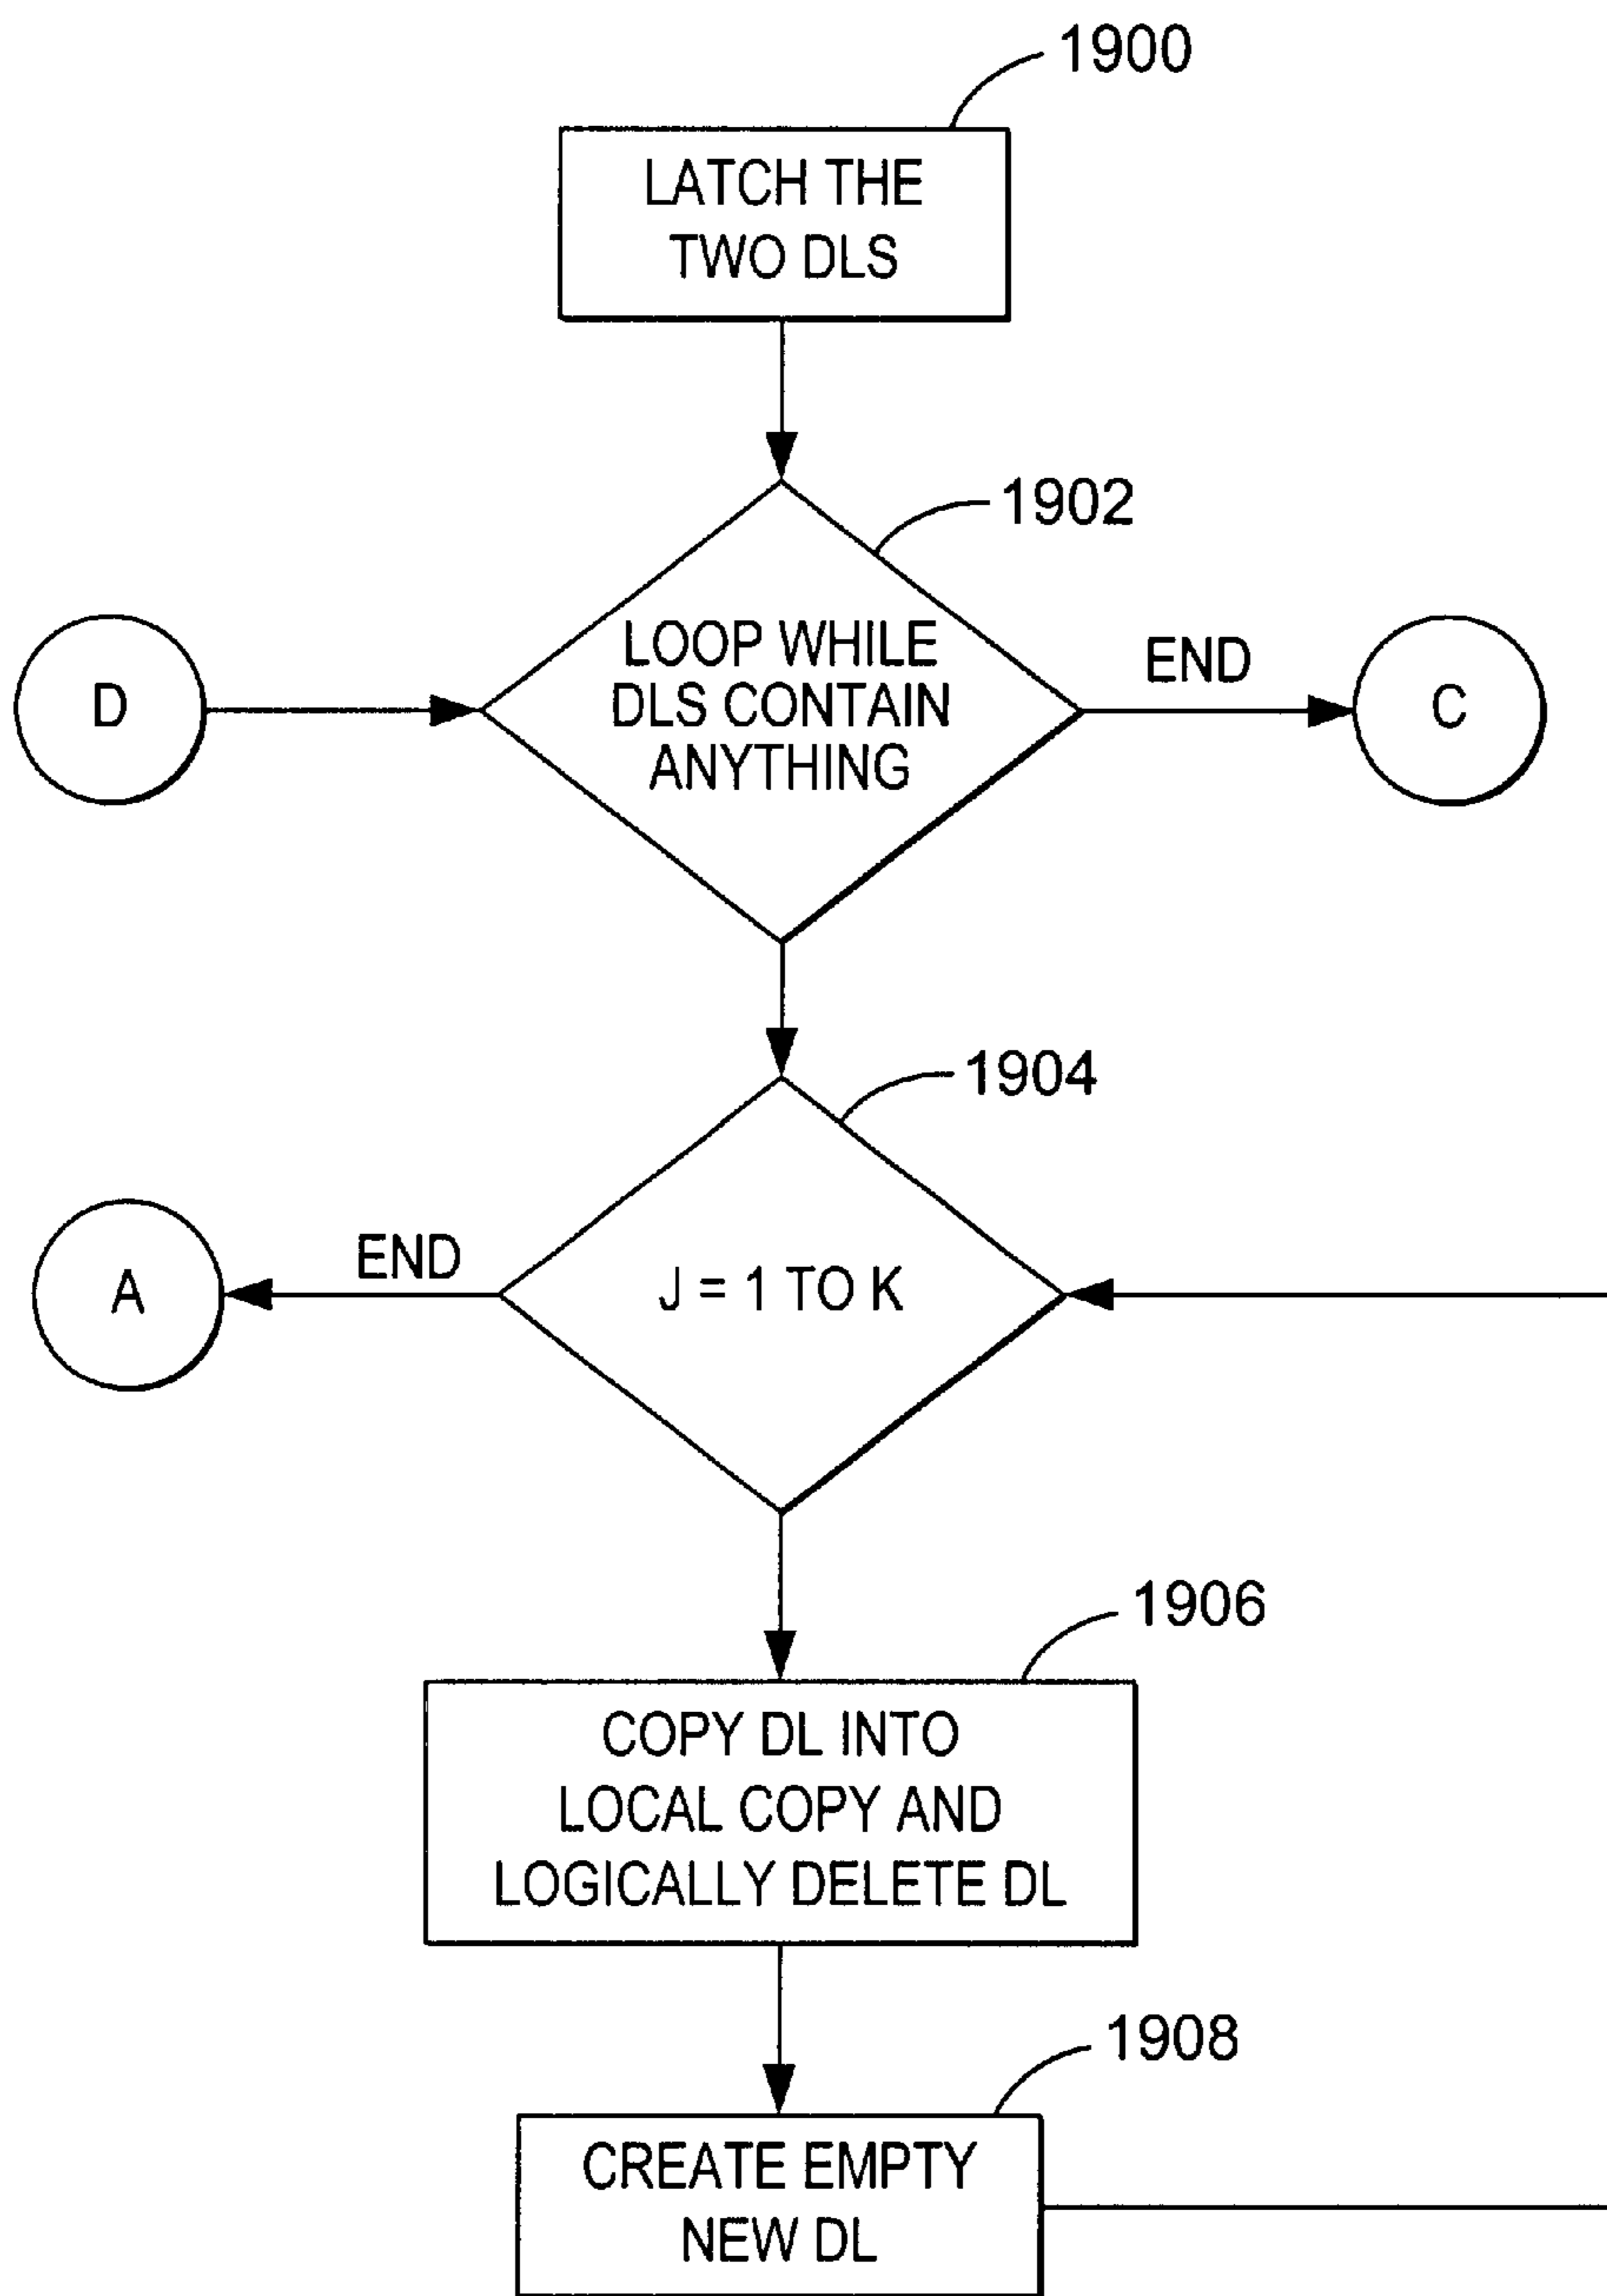 1900
LATCH THE
TWO DLS
1902
LOOP WHILE
DLS CONTAIN
ANYTHING
D
END
C
1904
J = 1 TO K
END
A
1906
COPY DL INTO
LOCAL COPY AND
LOGICALLY DELETE DL
1908
CREATE EMPTY
NEW DL